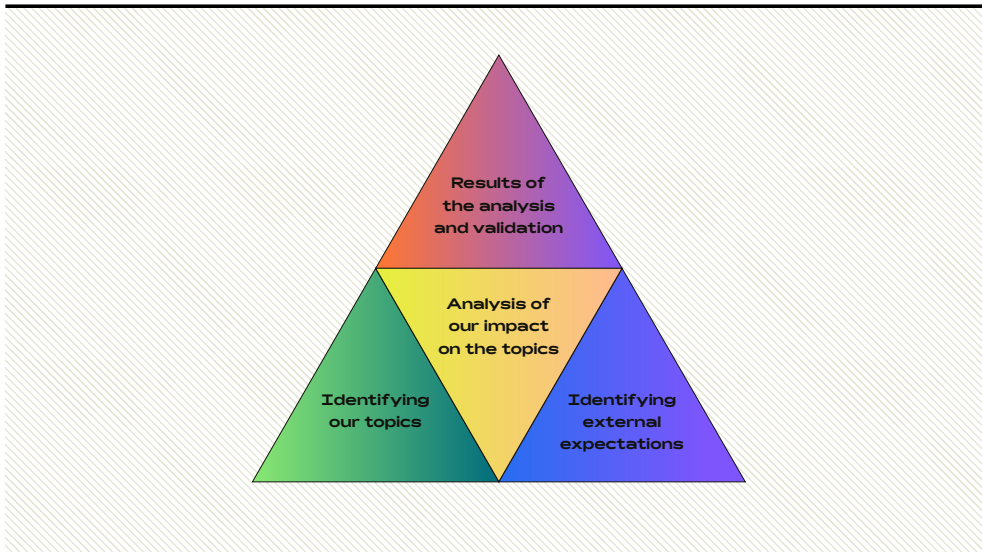 Results of
the analysis
and validation
Analysis of
our impact
on the topics
Identifying
our topics
Identifying
external
expectations